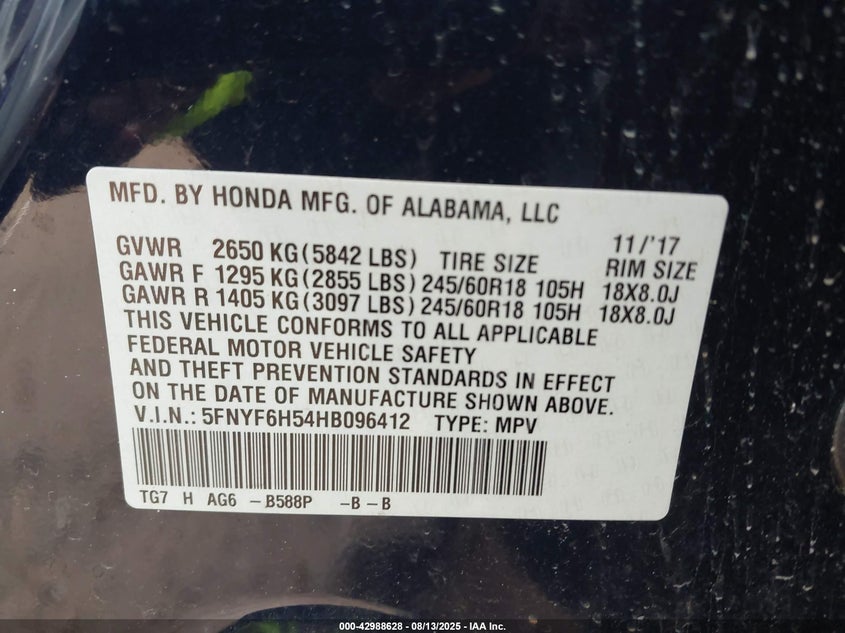 MFD. BY HONDA MFG. OF ALABAMA, LLC
11/'17
GVWR 2650 KG (5842 LBS) TIRE SIZE RIM SIZE
GAWR F 1295 KG (2855 LBS) 245/60R18 105H 18X8.0J
GAWR R 1405 KG (3097 LBS) 245/60R18 105H 18X8.0J
THIS VEHICLE CONFORMS TO ALL APPLICABLE
FEDERAL MOTOR VEHICLE SAFETY
AND THEFT PREVENTION STANDARDS IN EFFECT
ON THE DATE OF MANUFACTURE SHOWN ABOVE.
V.I.N.: 5FNYF6H54HB096412 TYPE: MPV
TG7 H AG6 –B588P –B–B
000-42988628 - 08/13/2025 - IAA Inc.